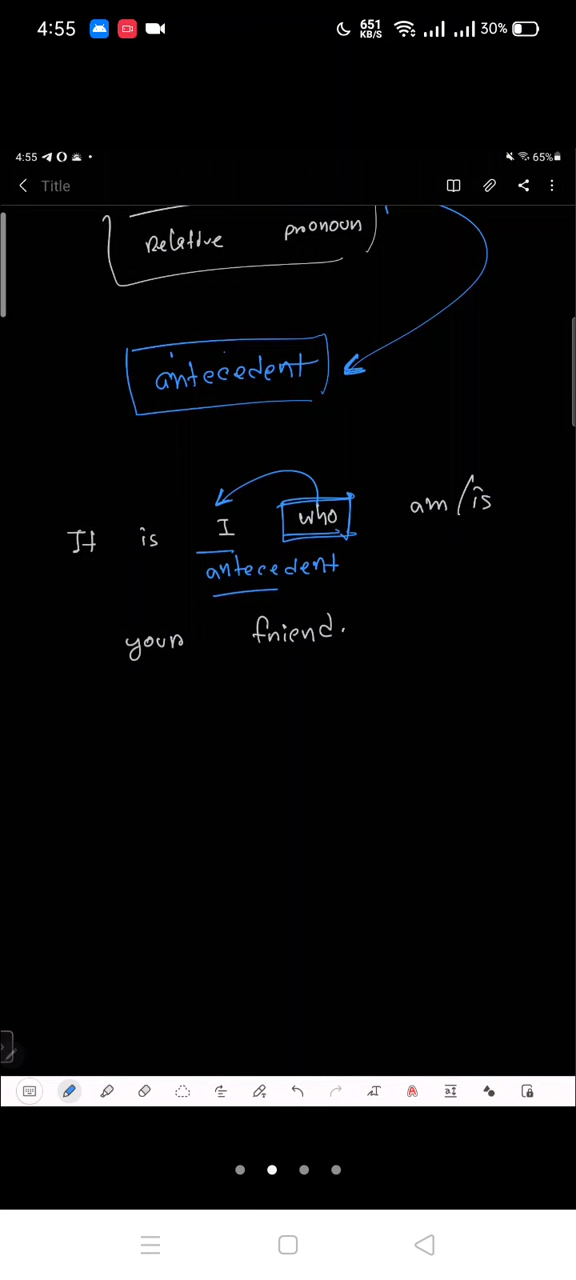 4:55 651 KB/S 30%
4:55 65%
Title
Relative pronoun
antecedent
It is I who am/is
antecedent
your friend.